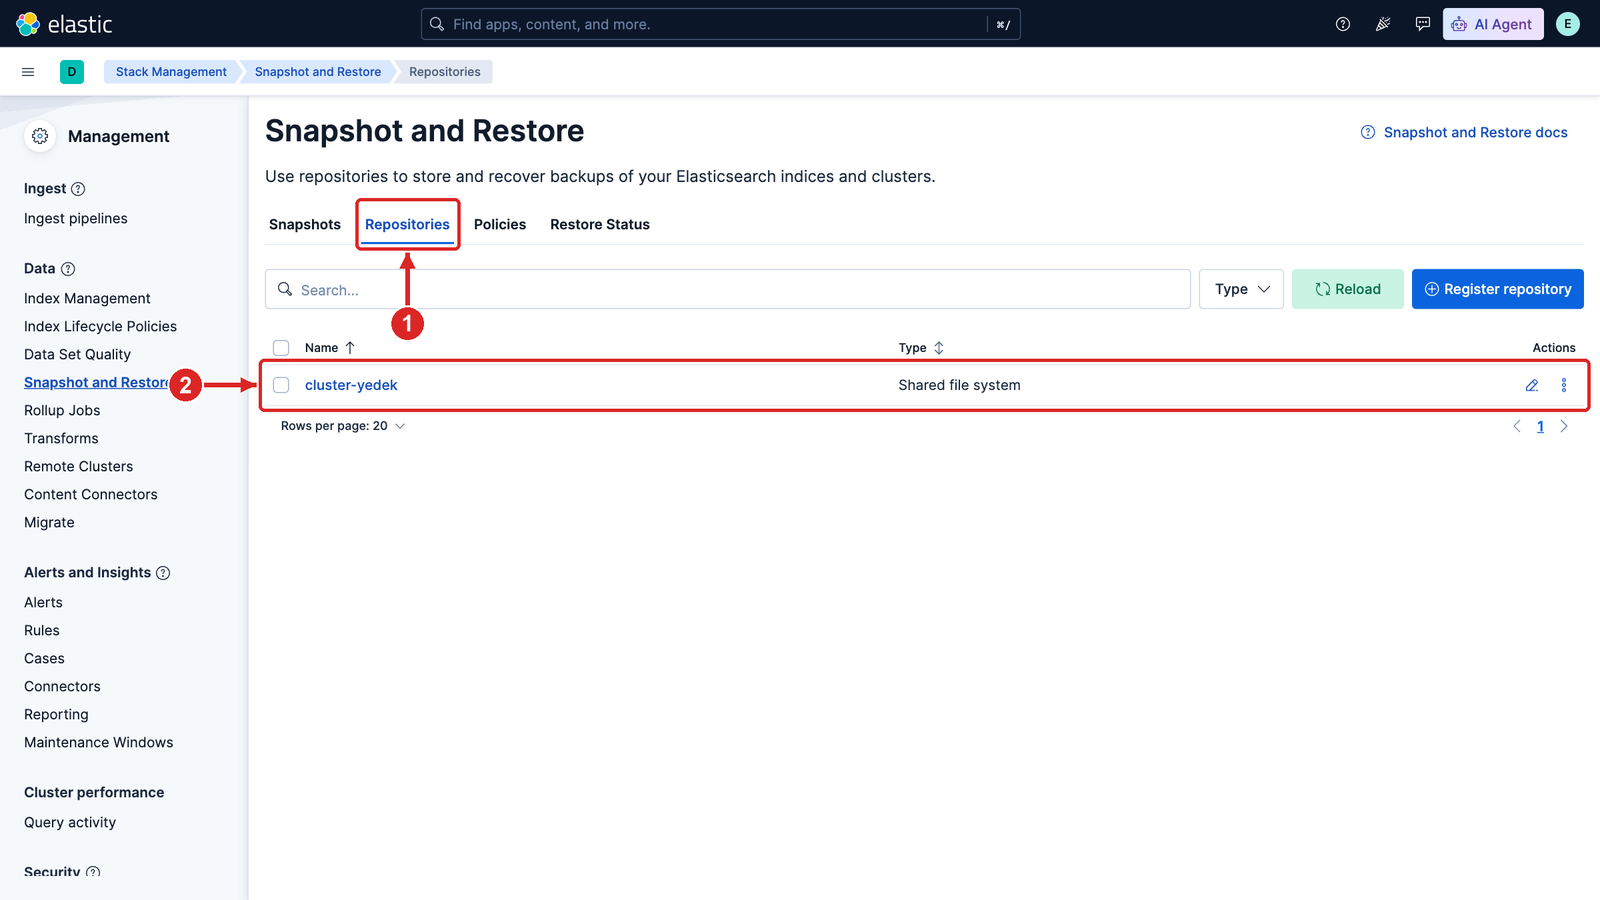 elastic
Find apps, content, and more.
⌘/
AI Agent
E
D
Stack Management
Snapshot and Restore
Repositories
Management
Ingest
Ingest pipelines
Data
Index Management
Index Lifecycle Policies
Data Set Quality
Snapshot and Restore
Rollup Jobs
Transforms
Remote Clusters
Content Connectors
Migrate
Alerts and Insights
Alerts
Rules
Cases
Connectors
Reporting
Maintenance Windows
Cluster performance
Query activity
Security
Snapshot and Restore
Snapshot and Restore docs
Use repositories to store and recover backups of your Elasticsearch indices and clusters.
Snapshots
Repositories
Policies
Restore Status
Search...
Type
Reload
Register repository
1
Name
Type
Actions
2
cluster-yedek
Shared file system
Rows per page: 20
1